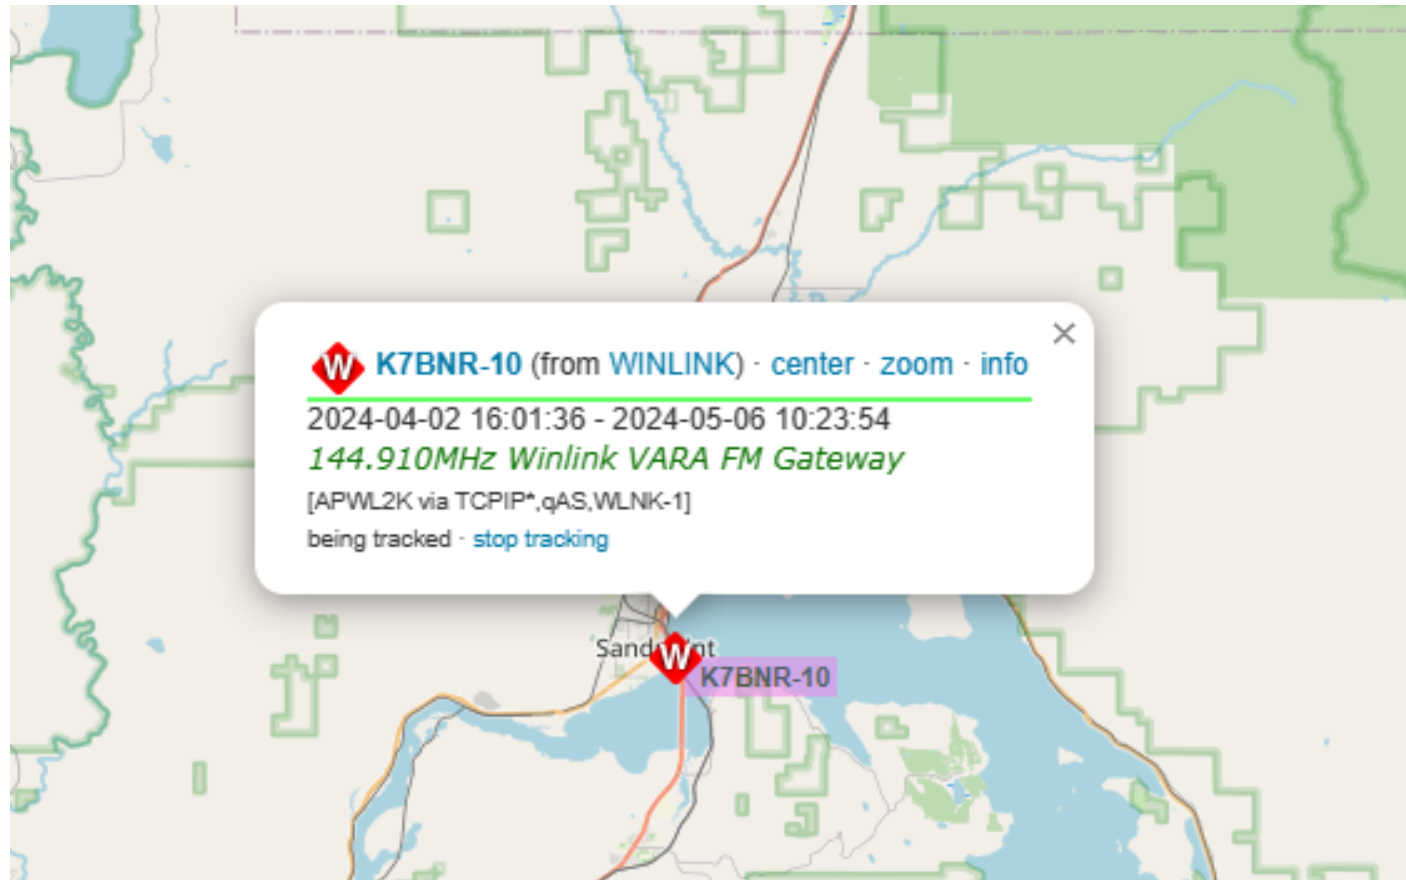 W K7BNR-10 (from WINLINK) · center · zoom · info
×
2024-04-02 16:01:36 - 2024-05-06 10:23:54
144.910MHz Winlink VARA FM Gateway
[APWL2K via TCPIP*,qAS,WLNK-1]
being tracked · stop tracking
W
K7BNR-10